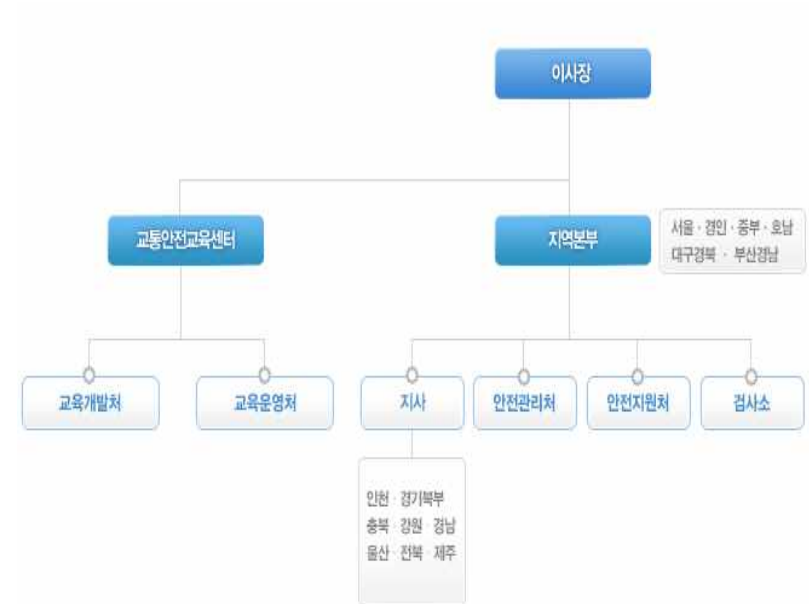 이사장
교통안전교육센터
지역본부
서울 · 경인 · 중부 · 호남
대구경북 · 부산경남
교육개발처
교육운영처
지사
안전관리처
안전지원처
검사소
인천 · 경기북부
충북 · 강원 · 경남
울산 · 전북 · 제주